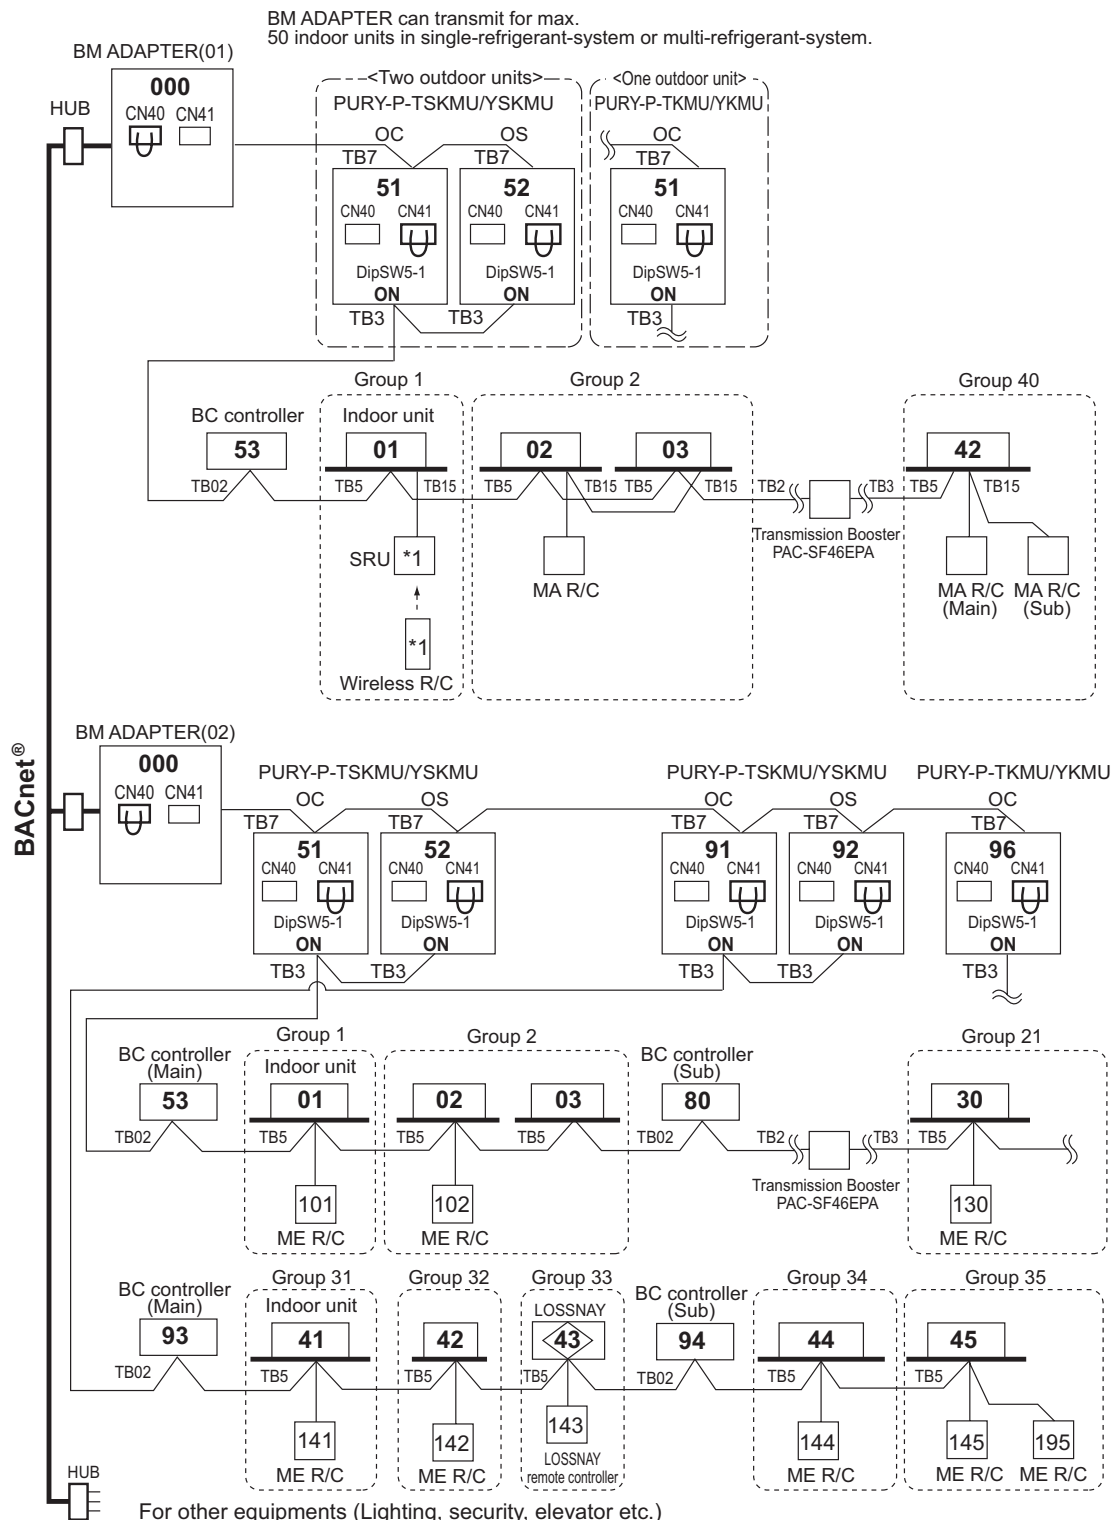 BM ADAPTER can transmit for max.
50 indoor units in single-refrigerant-system or multi-refrigerant-system.
BM ADAPTER(01)
000
CN40 CN41
HUB
<Two outdoor units>
PURY-P-TSKMU/YSKMU
<One outdoor unit>
PURY-P-TKMU/YKMU
OC OS OC
TB7 TB7 TB7
51 52 51
CN40 CN41 CN40 CN41 CN40 CN41
DipSW5-1 DipSW5-1 DipSW5-1
ON ON ON
TB3 TB3 TB3
Group 1 Group 2 Group 40
BC controller Indoor unit
53 01 02 03 42
TB02 TB5 TB15 TB5 TB15 TB5 TB15 TB2 TB3 TB5 TB15
Transmission Booster
PAC-SF46EPA
SRU *1
MA R/C
MA R/C
(Main)
MA R/C
(Sub)
*1
Wireless R/C
BACnet®
BM ADAPTER(02)
000
CN40 CN41
PURY-P-TSKMU/YSKMU PURY-P-TSKMU/YSKMU PURY-P-TKMU/YKMU
OC OS OC OS OC
TB7 TB7 TB7 TB7 TB7
51 52 91 92 96
CN40 CN41 CN40 CN41 CN40 CN41 CN40 CN41 CN40 CN41
DipSW5-1 DipSW5-1 DipSW5-1 DipSW5-1 DipSW5-1
ON ON ON ON ON
TB3 TB3 TB3 TB3 TB3
Group 1 Group 2 Group 21
BC controller
(Main)
Indoor unit
BC controller
(Sub)
53 01 02 03 80 30
TB02 TB5 TB5 TB5 TB02 TB2 TB3 TB5
Transmission Booster
PAC-SF46EPA
101 102 130
ME R/C ME R/C ME R/C
Group 31 Group 32 Group 33 Group 34 Group 35
BC controller
(Main)
Indoor unit
LOSSNAY
BC controller
(Sub)
93 41 42 43 94 44 45
TB02 TB5 TB5 TB5 TB02 TB5 TB5
141 142 143 144 145 195
ME R/C ME R/C
LOSSNAY
remote controller
ME R/C ME R/C ME R/C
HUB
For other equipments (Lighting, security, elevator etc.)